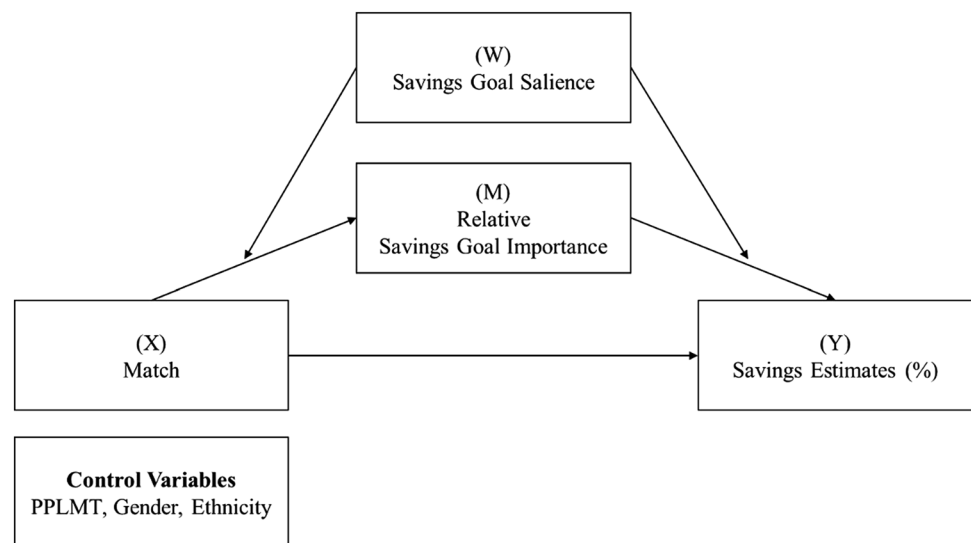 (W)
Savings Goal Salience
(M)
Relative
Savings Goal Importance
(X)
Match
(Y)
Savings Estimates (%)
Control Variables
PPLMT, Gender, Ethnicity